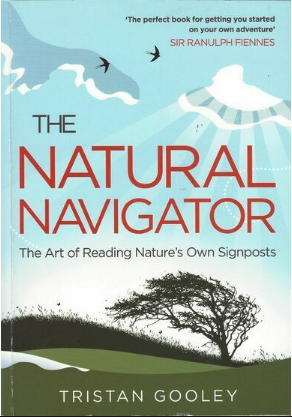 'The perfect book for getting you started
on your own adventure'
SIR RANULPH FIENNES
THE
NATURAL
NAVIGATOR
The Art of Reading Nature's Own Signposts
TRISTAN GOOLEY